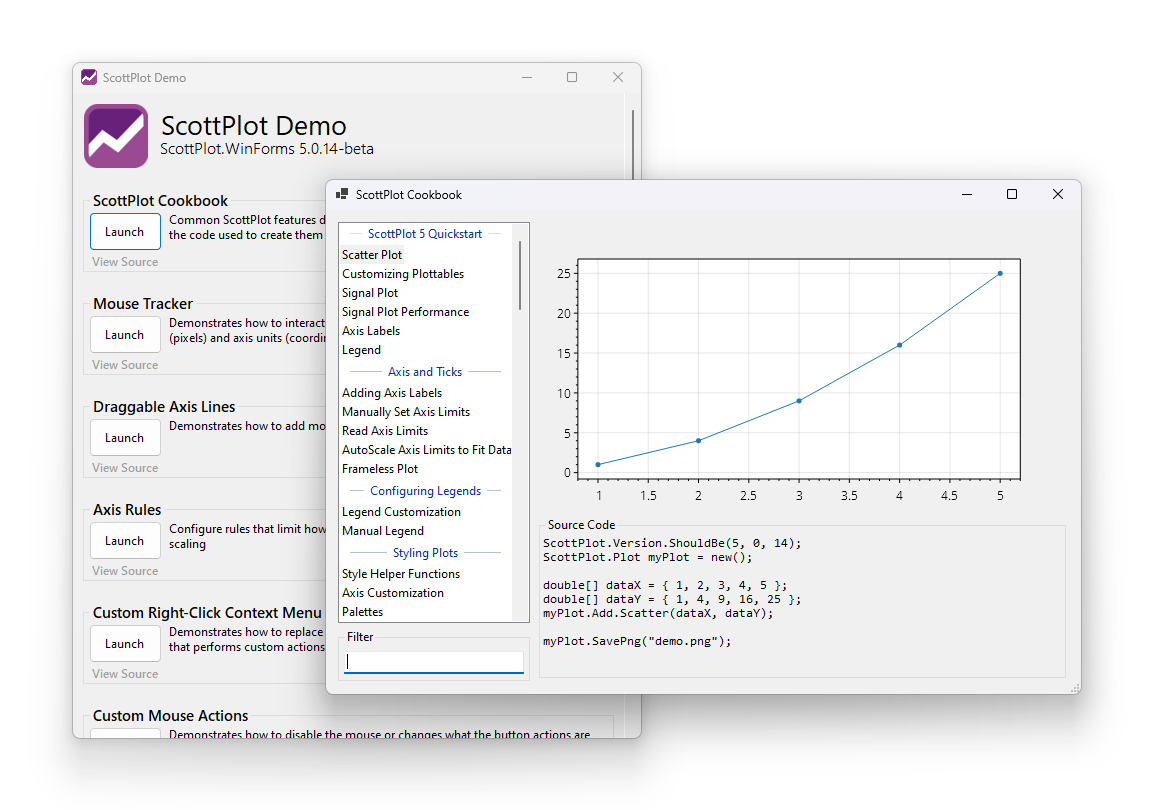 ScottPlot Demo
ScottPlot Demo
ScottPlot.WinForms 5.0.14-beta
ScottPlot Cookbook
Launch
Common ScottPlot features d
the code used to create them
View Source
Mouse Tracker
Launch
Demonstrates how to interact
(pixels) and axis units (coordin
View Source
Draggable Axis Lines
Launch
Demonstrates how to add mo
View Source
Axis Rules
Launch
Configure rules that limit how
scaling
View Source
Custom Right-Click Context Menu
Launch
Demonstrates how to replace
that performs custom actions
View Source
Custom Mouse Actions
Demonstrates how to disable the mouse or changes what the button actions are
ScottPlot Cookbook
ScottPlot 5 Quickstart
Scatter Plot
Customizing Plottables
Signal Plot
Signal Plot Performance
Axis Labels
Legend
Axis and Ticks
Adding Axis Labels
Manually Set Axis Limits
Read Axis Limits
AutoScale Axis Limits to Fit Data
Frameless Plot
Configuring Legends
Legend Customization
Manual Legend
Styling Plots
Style Helper Functions
Axis Customization
Palettes
Filter
25
20
15
10
5
0
1 1.5 2 2.5 3 3.5 4 4.5 5
Source Code
ScottPlot.Version.ShouldBe(5, 0, 14);
ScottPlot.Plot myPlot = new();
double[] dataX = { 1, 2, 3, 4, 5 };
double[] dataY = { 1, 4, 9, 16, 25 };
myPlot.Add.Scatter(dataX, dataY);
myPlot.SavePng("demo.png");